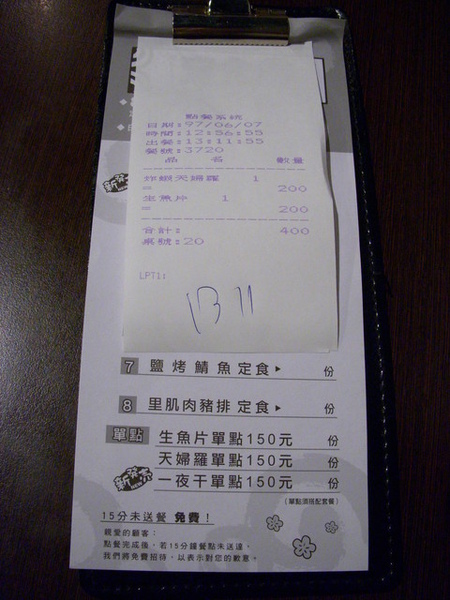 點餐系統
日期:97/06/07
時間:12:56:55
出餐:13:11:55
餐號:3720
品 名 數量
炸蝦天婦羅 1
= 200
生魚片 1
= 200
合計: 400
桌號:20
LP71:
13 11
7 鹽烤鯖魚定食▸ 份
8 里肌肉豬排定食▸ 份
單點 生魚片單點150元 份
天婦羅單點150元 份
一夜干單點150元 份
(單點須搭配套餐)
15分未送餐 免費!
親愛的顧客:
點餐完成後,若15分鐘餐點未送達,
我們將免費招待,以表示對您的歉意。